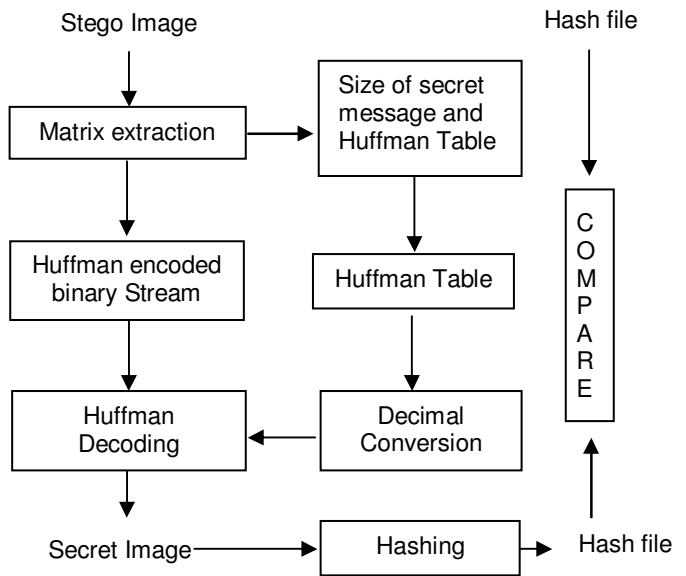 Stego Image
Hash file
Matrix extraction
Size of secret
message and
Huffman Table
COMPARE
Huffman encoded
binary Stream
Huffman Table
Huffman
Decoding
Decimal
Conversion
Secret Image
Hashing
Hash file